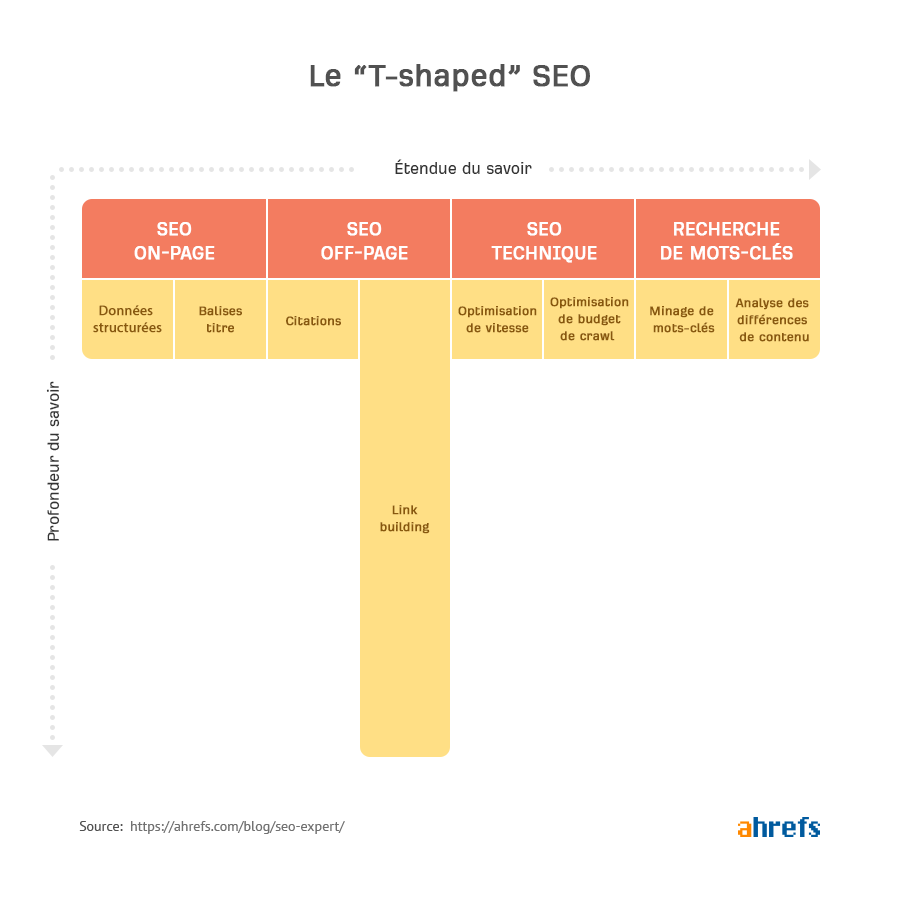 Le “T-shaped” SEO
Étendue du savoir
Profondeur du savoir
SEO
ON-PAGE
SEO
OFF-PAGE
SEO
TECHNIQUE
RECHERCHE
DE MOTS-CLÉS
Données
structurées
Balises
titre
Citations
Link
building
Optimisation
de vitesse
Optimisation
de budget
de crawl
Minage de
mots-clés
Analyse des
différences
de contenu
Source: https://ahrefs.com/blog/seo-expert/
ahrefs